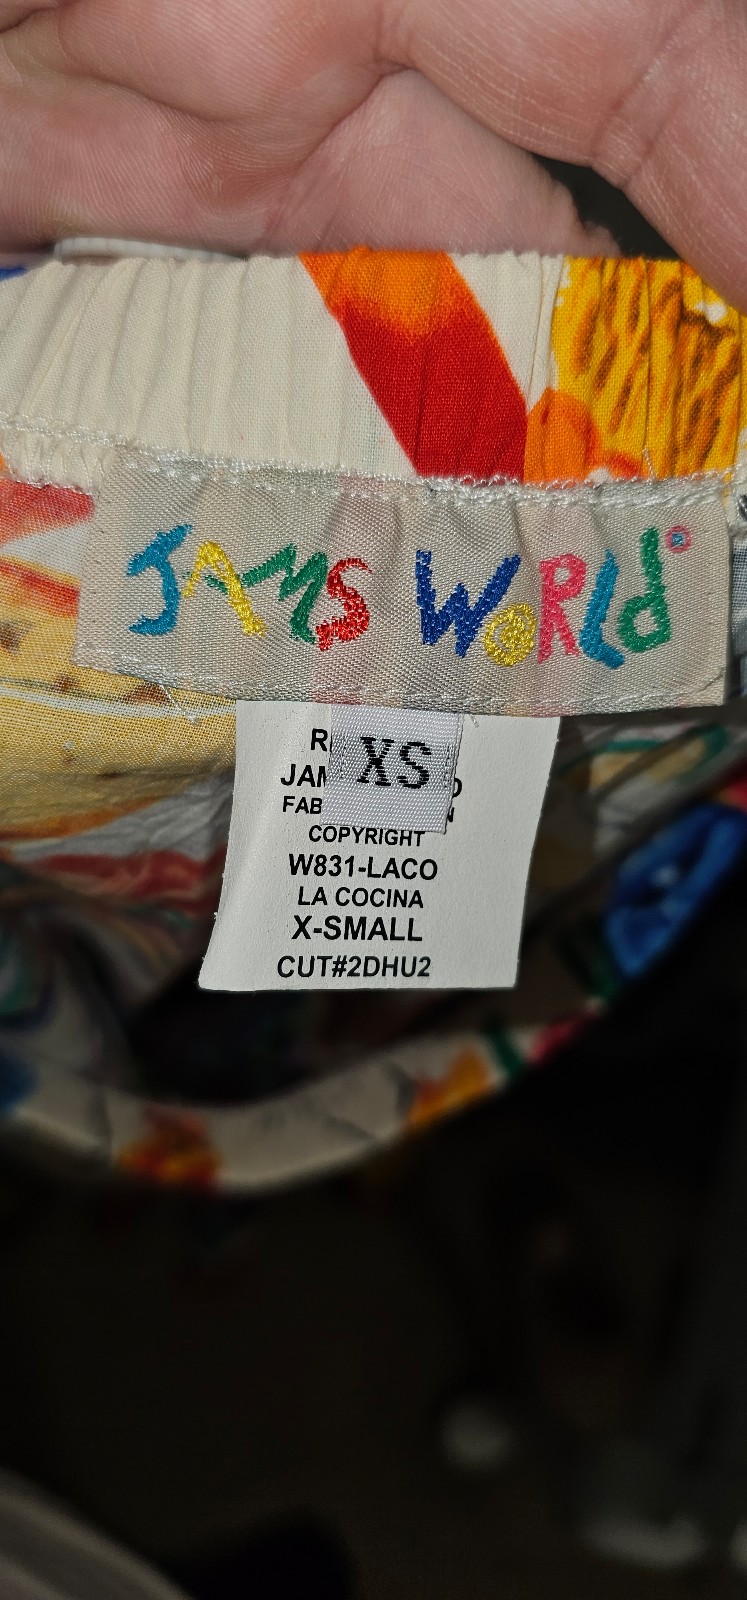 JAMS WORLD
XS
COPYRIGHT
W831-LACO
LA COCINA
X-SMALL
CUT#2DHU2